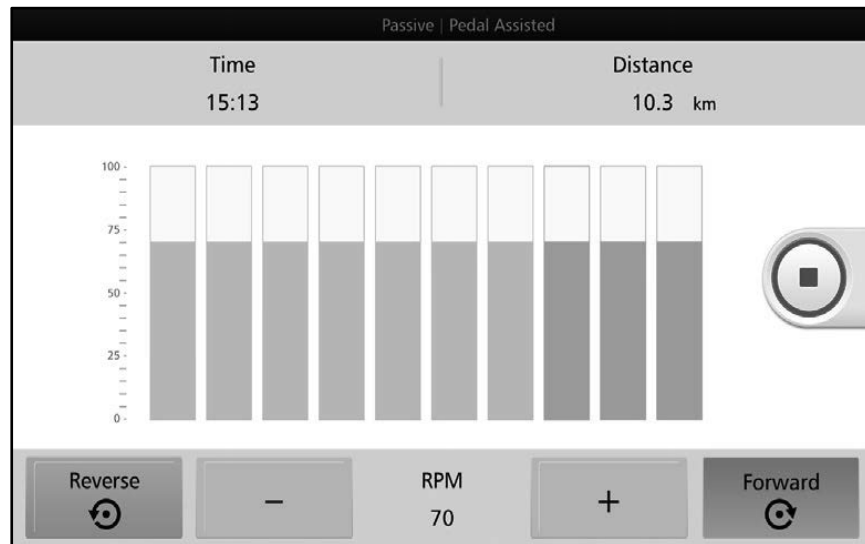 Passive | Pedal Assisted
Time
Distance
15:13
10.3 km
100
75
50
25
0
Reverse
−
RPM
70
+
Forward